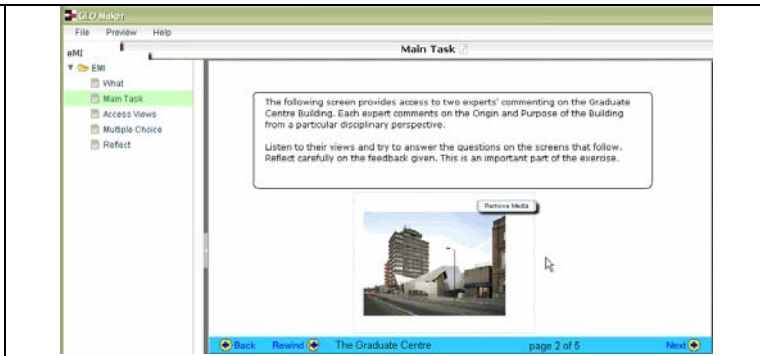 GLO Maker
File Preview Help
eMI
Main Task
EMI
What
Main Task
Access Views
Multiple Choice
Reflect
The following screen provides access to two experts' commenting on the Graduate
Centre Building. Each expert comments on the Origin and Purpose of the Building
from a particular disciplinary perspective.
Listen to their views and try to answer the questions on the screens that follow.
Reflect carefully on the feedback given. This is an important part of the exercise.
Remove Media
Back Rewind The Graduate Centre page 2 of 5 Next